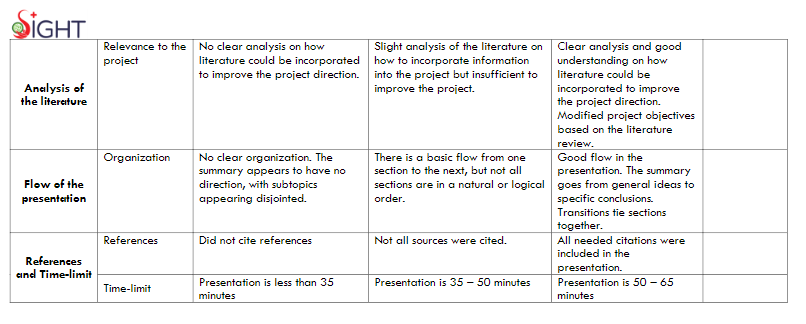 SIGHT
Analysis of
the literature
Relevance to the
project
No clear analysis on how
literature could be incorporated
to improve the project direction.
Slight analysis of the literature on
how to incorporate information
into the project but insufficient to
improve the project.
Clear analysis and good
understanding on how
literature could be
incorporated to improve
the project direction.
Modified project objectives
based on the literature
review.
Flow of the
presentation
Organization
No clear organization. The
summary appears to have no
direction, with subtopics
appearing disjointed.
There is a basic flow from one
section to the next, but not all
sections are in a natural or logical
order.
Good flow in the
presentation. The summary
goes from general ideas to
specific conclusions.
Transitions tie sections
together.
References
and Time-limit
References
Did not cite references
Not all sources were cited.
All needed citations were
included in the
presentation.
Time-limit
Presentation is less than 35
minutes
Presentation is 35 – 50 minutes
Presentation is 50 – 65
minutes